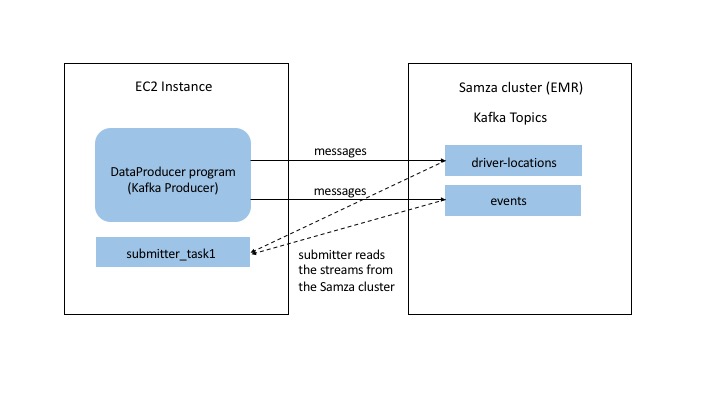 EC2 Instance
DataProducer program
(Kafka Producer)
submitter_task1
messages
messages
submitter reads
the streams from
the Samza cluster
Samza cluster (EMR)
Kafka Topics
driver-locations
events